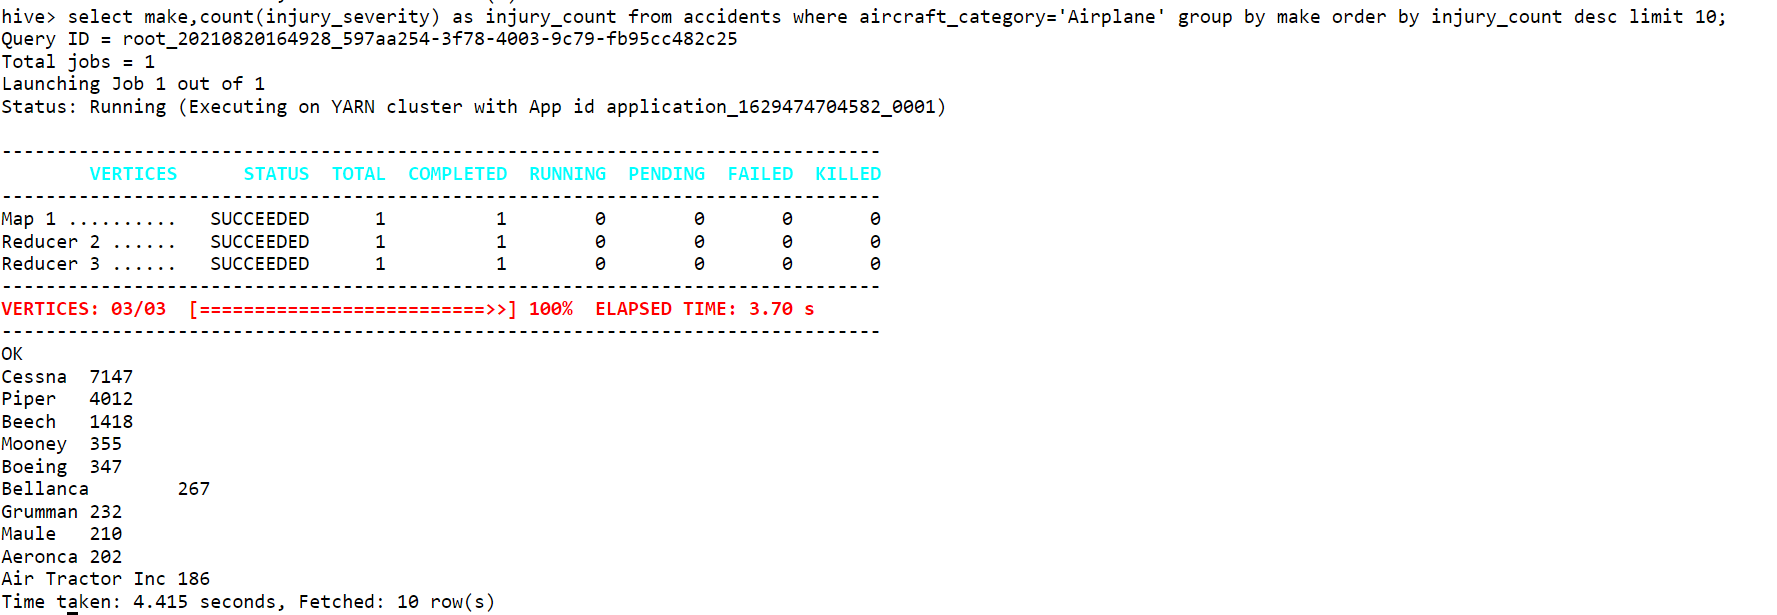 hive> select make,count(injury_severity) as injury_count from accidents where aircraft_category='Airplane' group by make order by injury_count desc limit 10;
Query ID = root_20210820164928_597aa254-3f78-4003-9c79-fb95cc482c25
Total jobs = 1
Launching Job 1 out of 1
Status: Running (Executing on YARN cluster with App id application_1629474704582_0001)
--------------------------------------------------------------------------------
        VERTICES      STATUS  TOTAL  COMPLETED  RUNNING  PENDING  FAILED  KILLED
--------------------------------------------------------------------------------
Map 1 ..........   SUCCEEDED      1          1        0        0       0       0
Reducer 2 ......   SUCCEEDED      1          1        0        0       0       0
Reducer 3 ......   SUCCEEDED      1          1        0        0       0       0
--------------------------------------------------------------------------------
VERTICES: 03/03  [==========================>>] 100%  ELAPSED TIME: 3.70 s
--------------------------------------------------------------------------------
OK
Cessna  7147
Piper   4012
Beech   1418
Mooney  355
Boeing  347
Bellanca        267
Grumman 232
Maule   210
Aeronca 202
Air Tractor Inc 186
Time taken: 4.415 seconds, Fetched: 10 row(s)